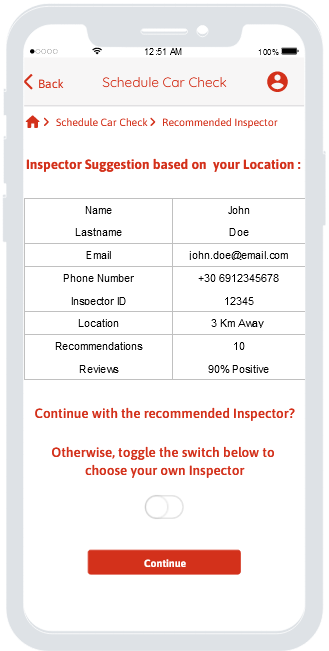 12:51 AM
100%
Back
Schedule Car Check
Schedule Car Check
Recommended Inspector
Inspector Suggestion based on your Location :
Name John
Lastname Doe
Email john.doe@email.com
Phone Number +30 6912345678
Inspector ID 12345
Location 3 Km Away
Recommendations 10
Reviews 90% Positive
Continue with the recommended Inspector?
Otherwise, toggle the switch below to
choose your own Inspector
Continue